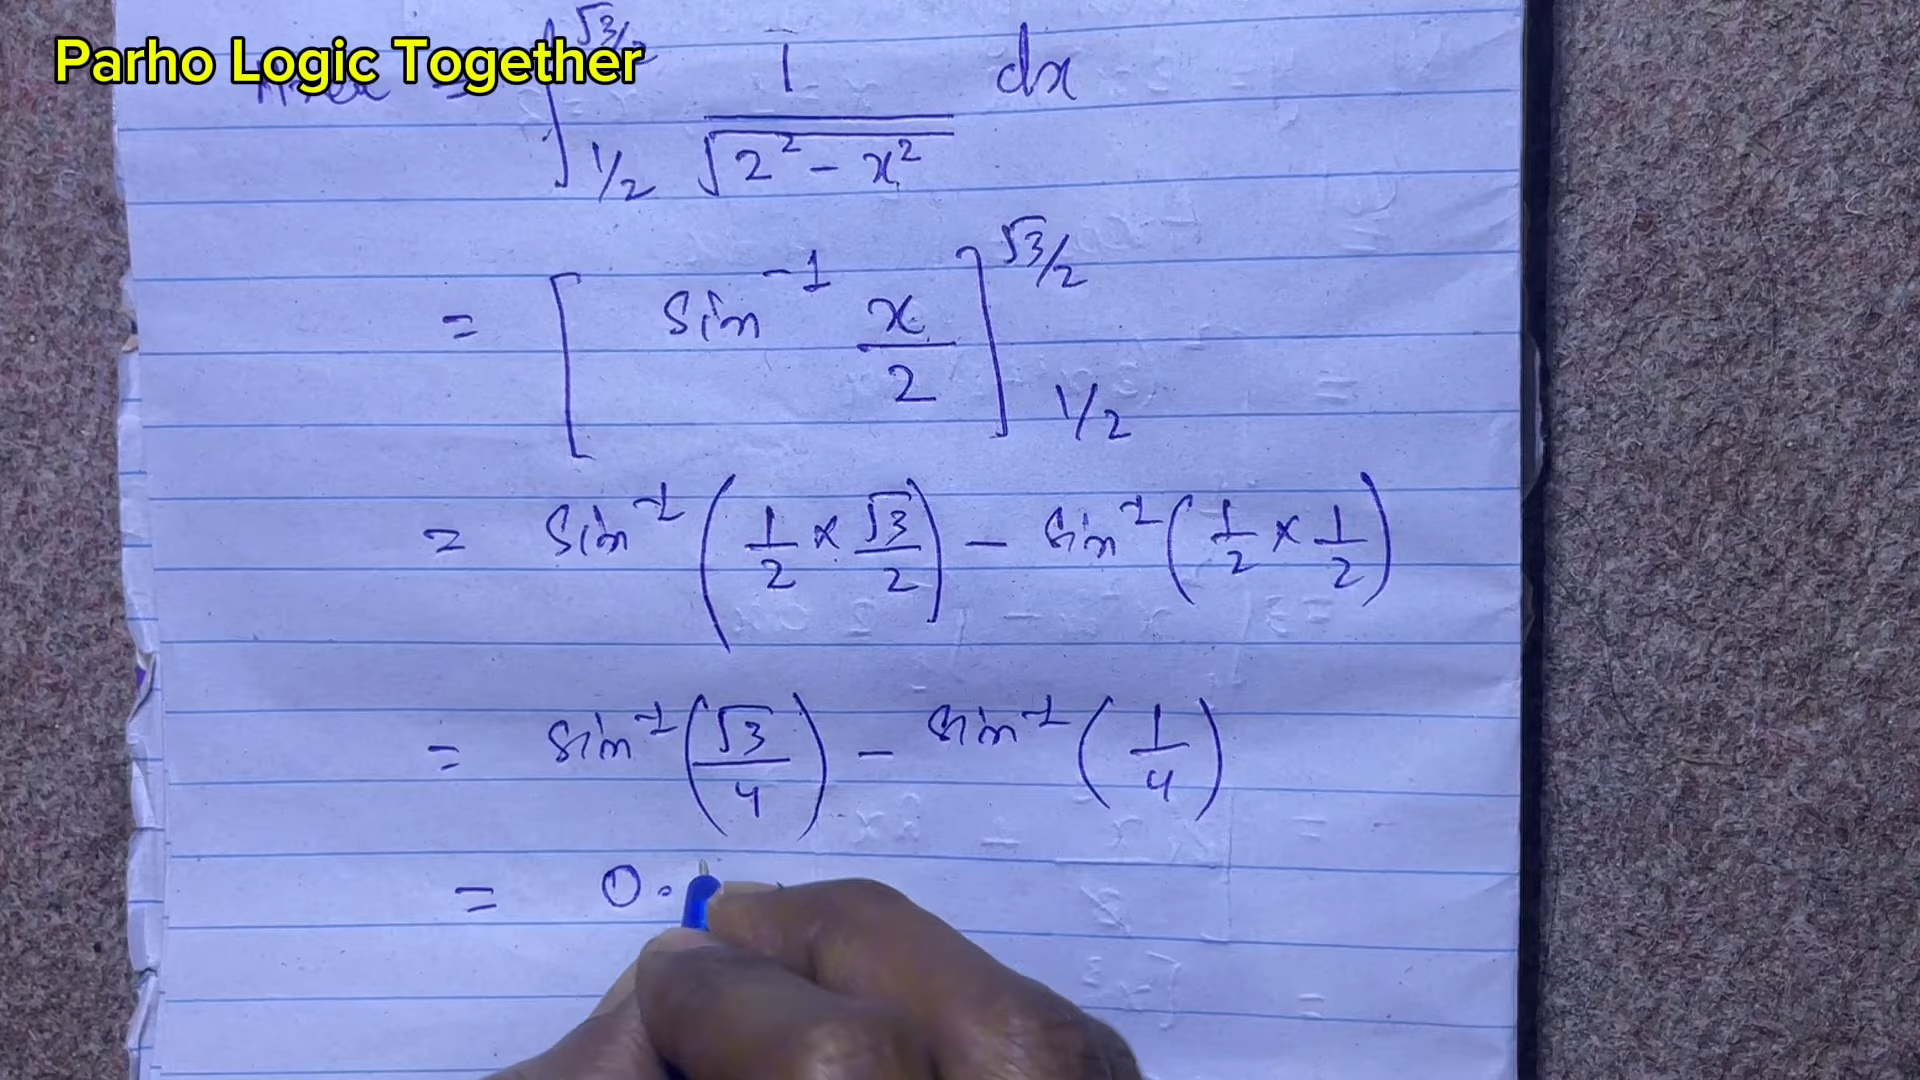 Parho Logic Together
Area = ∫_{1/2}^{√3/2} 1/√(2² - x²) dx
= [ Sin⁻¹ x/2 ]_{1/2}^{√3/2}
= Sin⁻¹ (1/2 × √3/2) - Sin⁻¹ (1/2 × 1/2)
= Sin⁻¹ (√3/4) - Sin⁻¹ (1/4)
= 0.